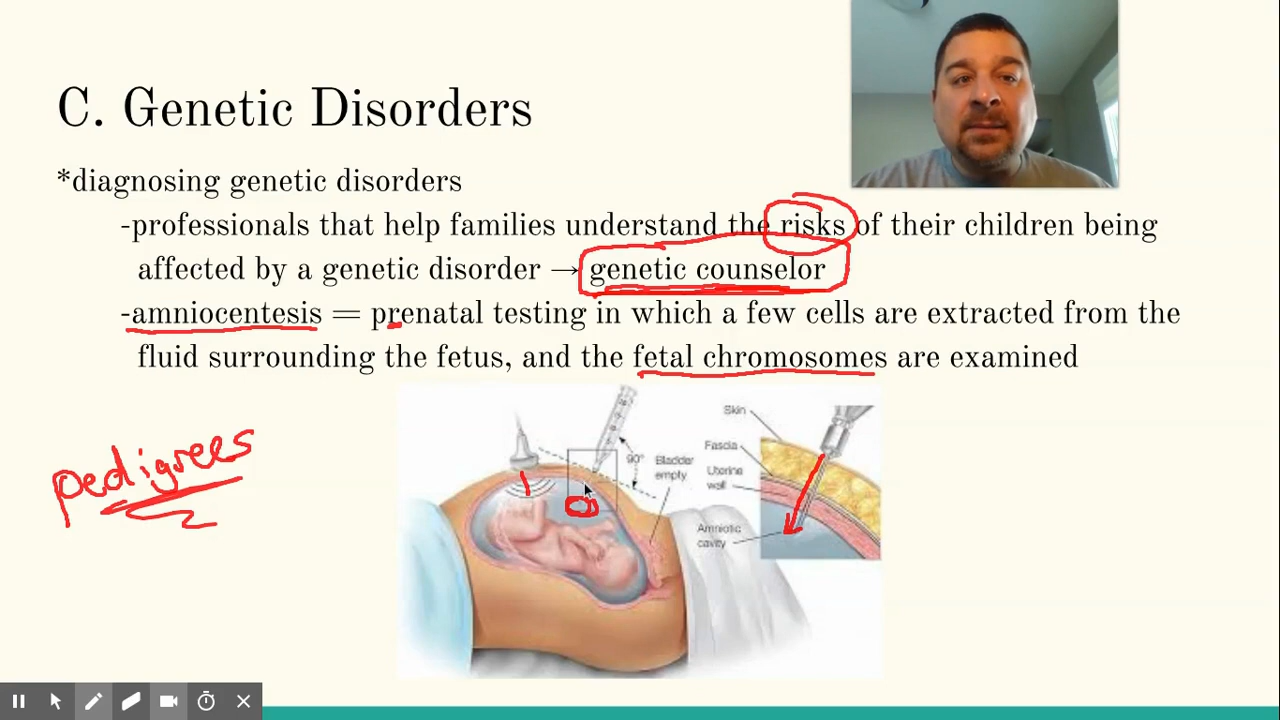 C. Genetic Disorders
*diagnosing genetic disorders
-professionals that help families understand the risks of their children being
affected by a genetic disorder → genetic counselor
-amniocentesis = prenatal testing in which a few cells are extracted from the
fluid surrounding the fetus, and the fetal chromosomes are examined
pedigrees
90°
Bladder
empty
Skin
Fascia
Uterine
wall
Amniotic
cavity